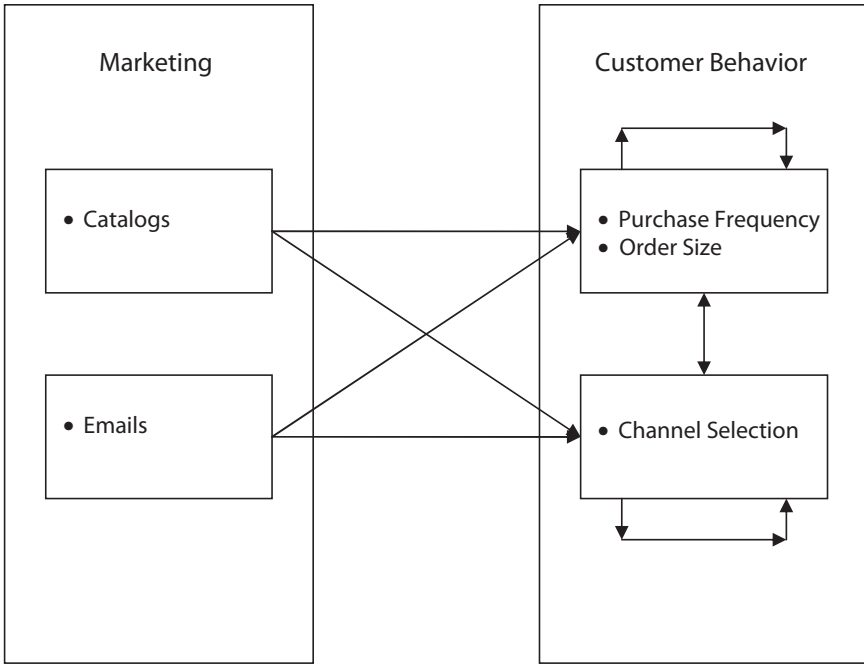 Marketing
Customer Behavior
• Catalogs
• Purchase Frequency
• Order Size
• Emails
• Channel Selection